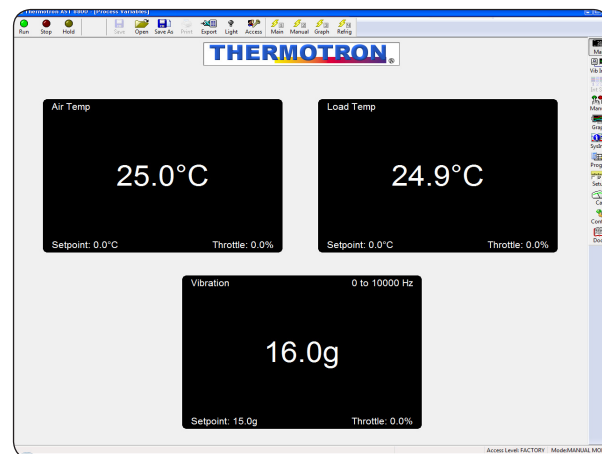 Thermotron AST 8800 - [Process Variables]
Run Stop Hold Save Open Save As Print Export Light Access Main Manual Graph Refrig
THERMOTRON®
Air Temp
25.0°C
Setpoint: 0.0°C Throttle: 0.0%
Load Temp
24.9°C
Setpoint: 0.0°C Throttle: 0.0%
Vibration 0 to 10000 Hz
16.0g
Setpoint: 15.0g Throttle: 0.0%
Access Level: FACTORY Mode:MANUAL MO